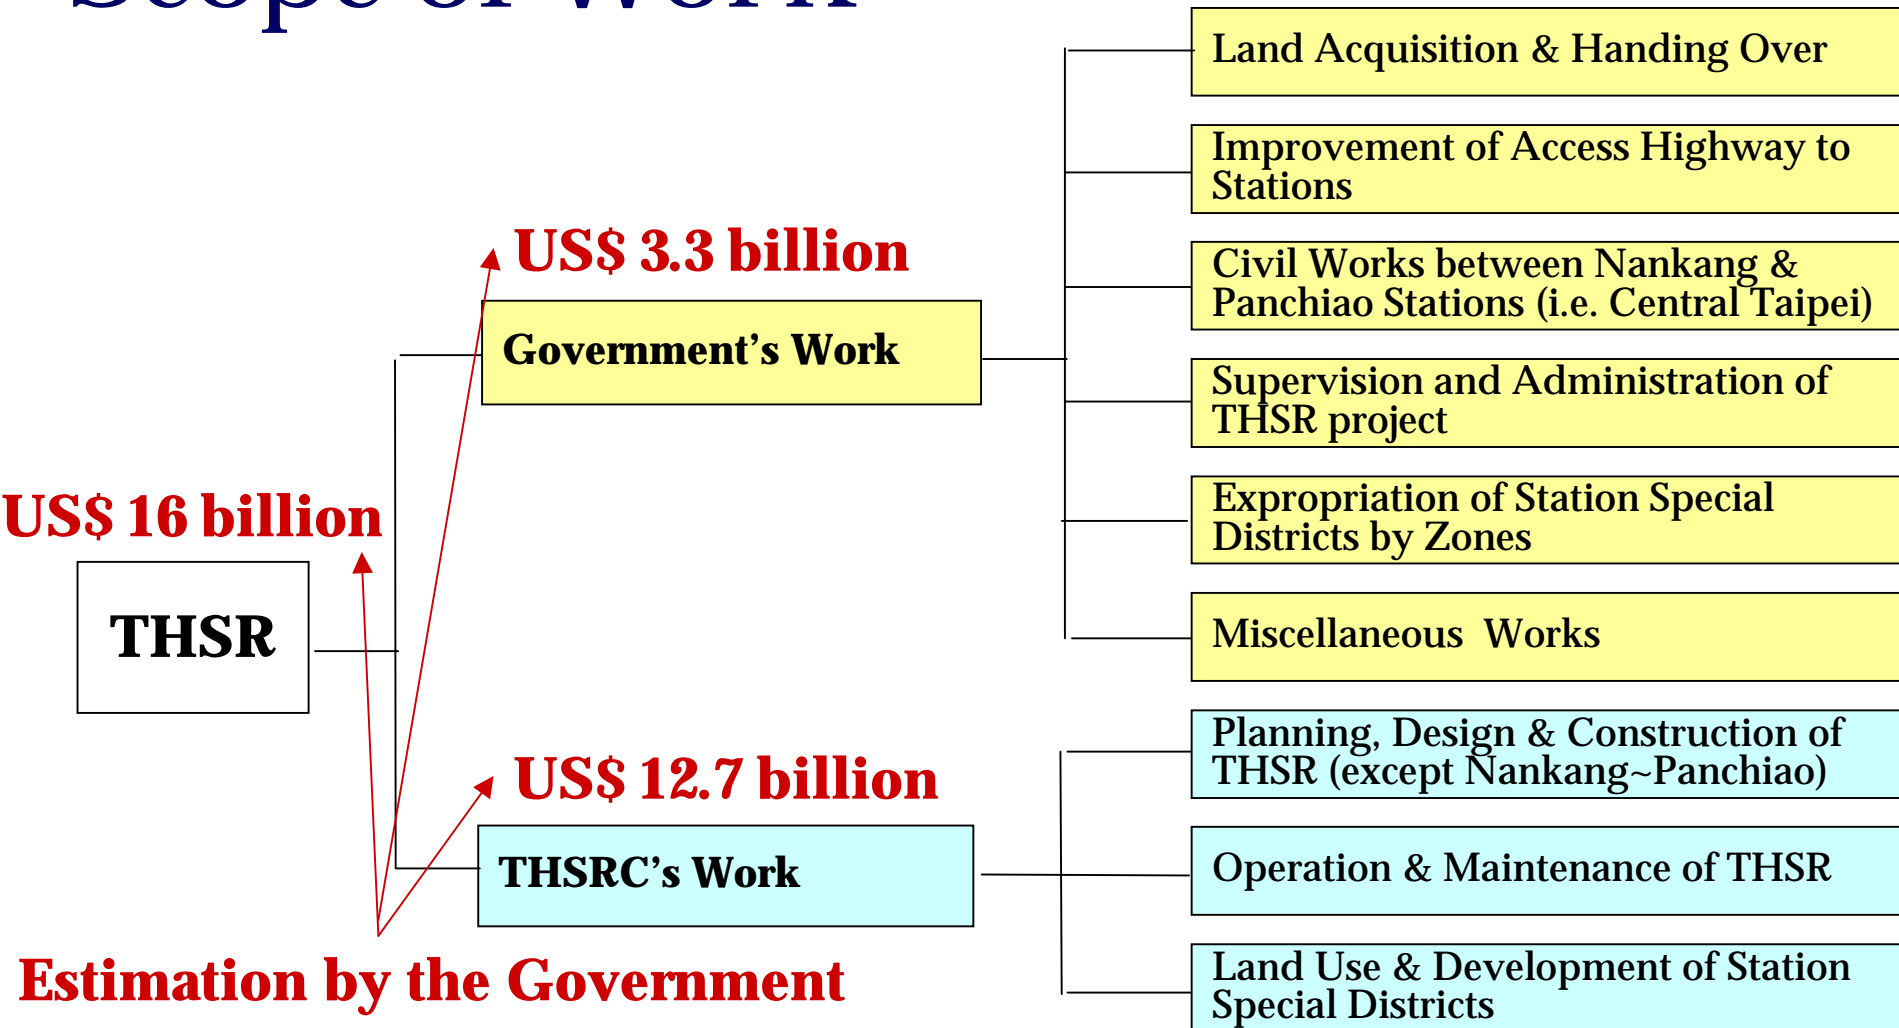 Scope of Work
Land Acquisition & Handing Over
Improvement of Access Highway to
Stations
US$ 3.3 billion
Civil Works between Nankang &
Panchiao Stations (i.e. Central Taipei)
Government's Work
Supervision and Administration of
THSR project
US$ 16 billion
Expropriation of Station Special
Districts by Zones
THSR
Miscellaneous Works
US$ 12.7 billion
Planning, Design & Construction of
THSR (except Nankang~Panchiao)
THSRC's Work
Operation & Maintenance of THSR
Estimation by the Government
Land Use & Development of Station
Special Districts